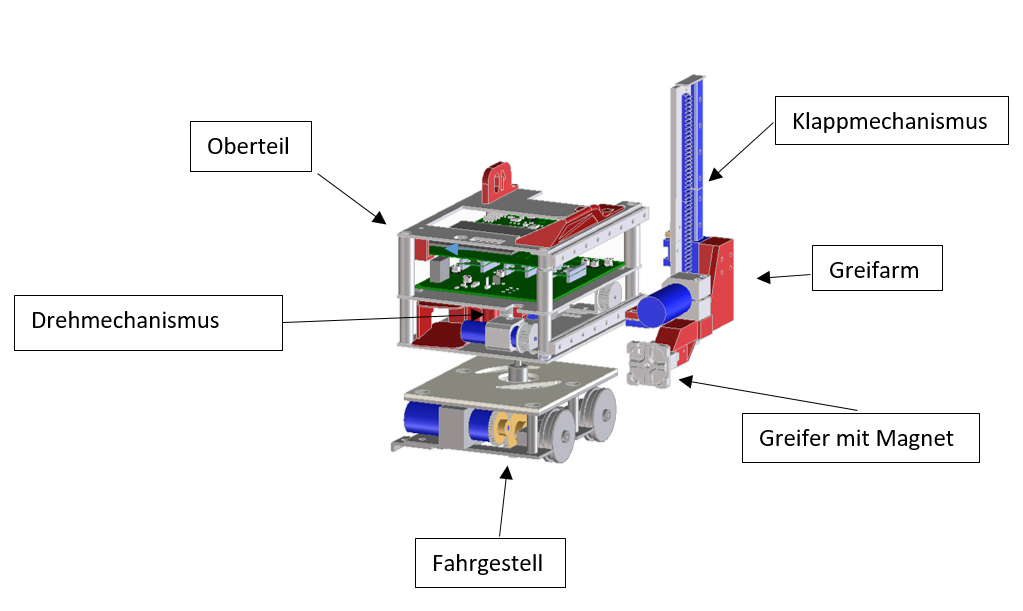 Klappmechanismus
Oberteil
Greifarm
Drehmechanismus
Greifer mit Magnet
Fahrgestell